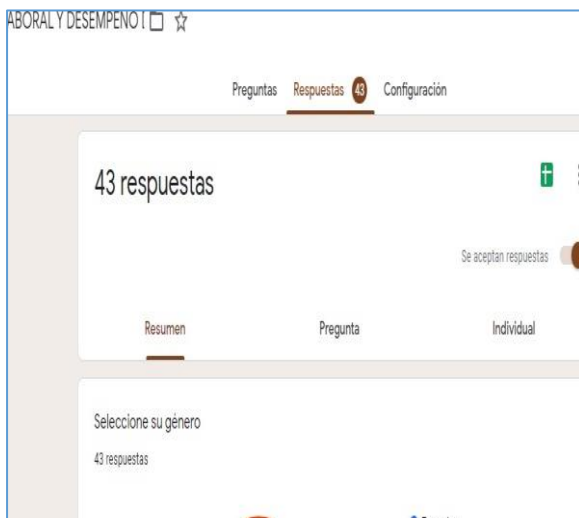 ABORAL Y DESEMPEÑO I
Preguntas Respuestas 43 Configuración
43 respuestas
Se aceptan respuestas
Resumen Pregunta Individual
Seleccione su género
43 respuestas